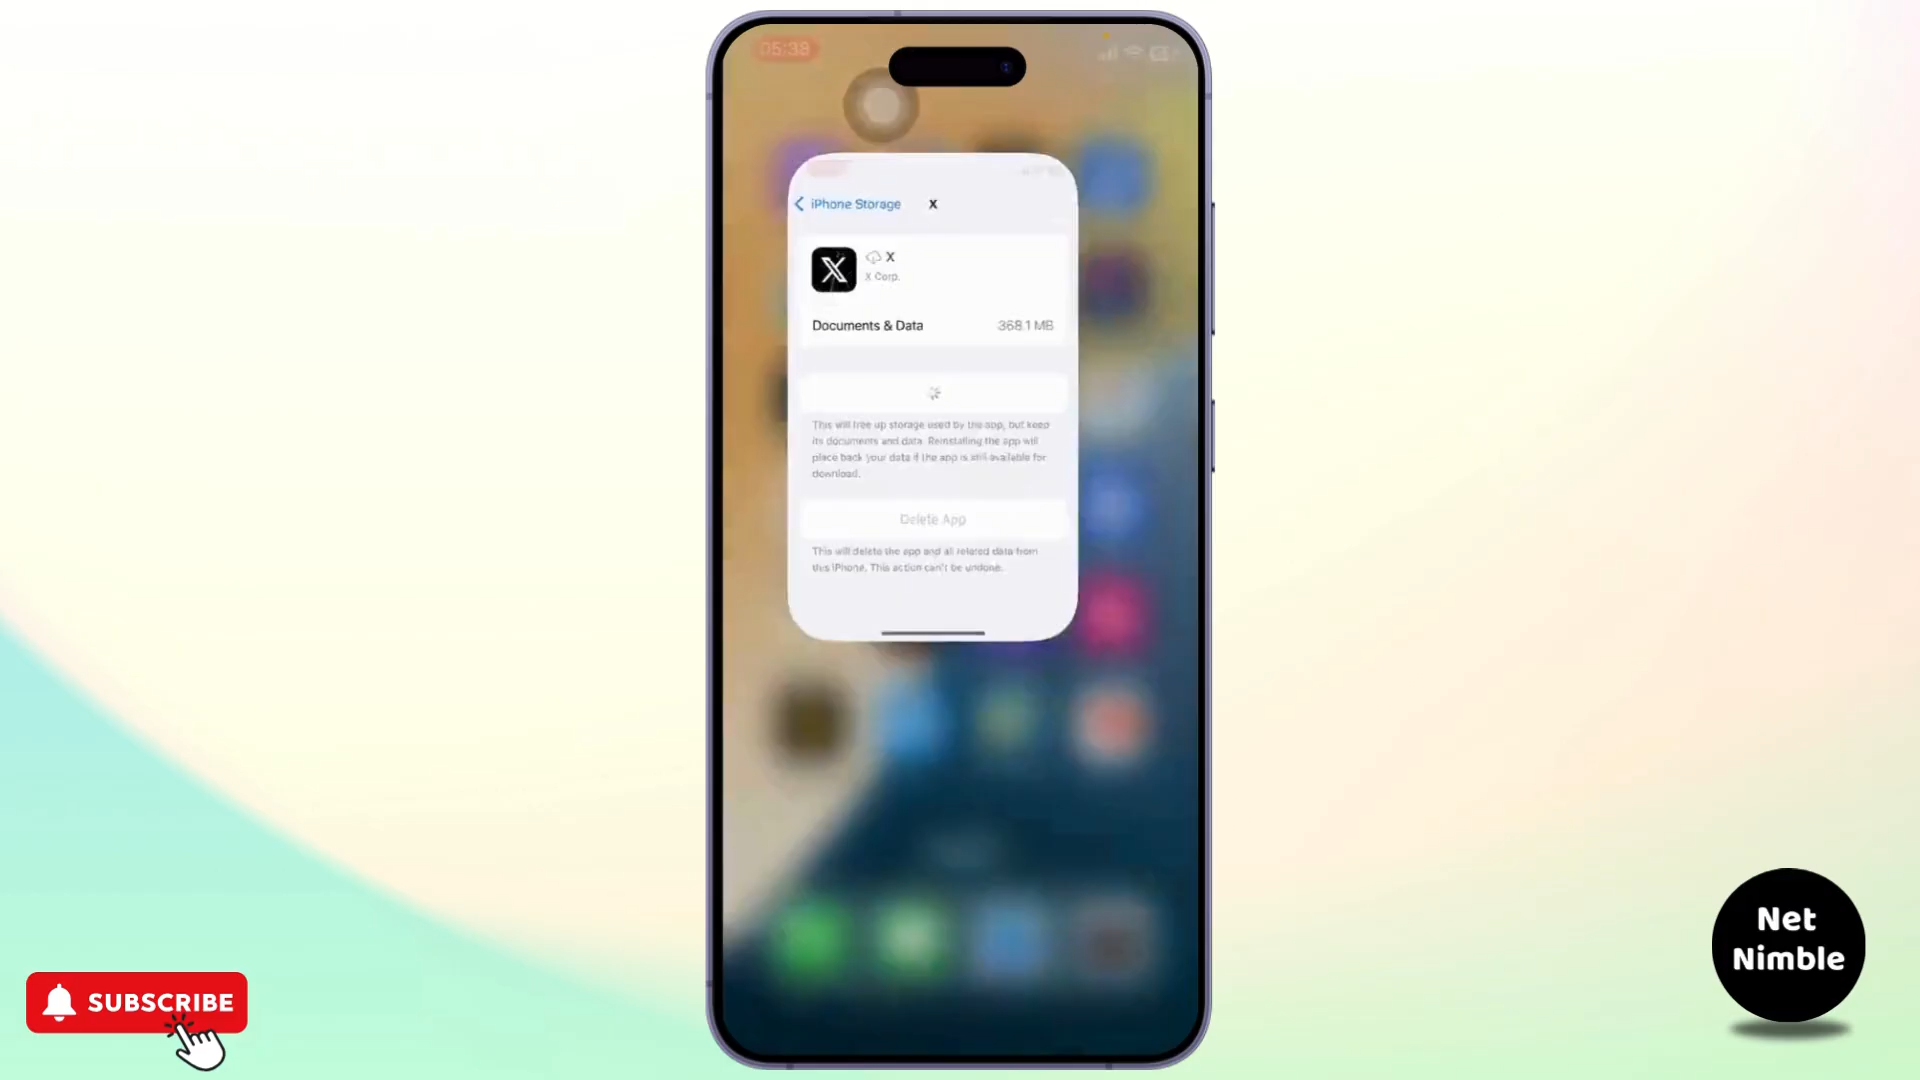 05:39
iPhone Storage
X
X
X Corp.
Documents & Data
368.1 MB
This will free up storage used by the app, but keep
its documents and data. Reinstalling the app will
place back your data if the app is still available for
download.
Delete App
This will delete the app and all related data from
this iPhone. This action can't be undone.
SUBSCRIBE
Net
Nimble